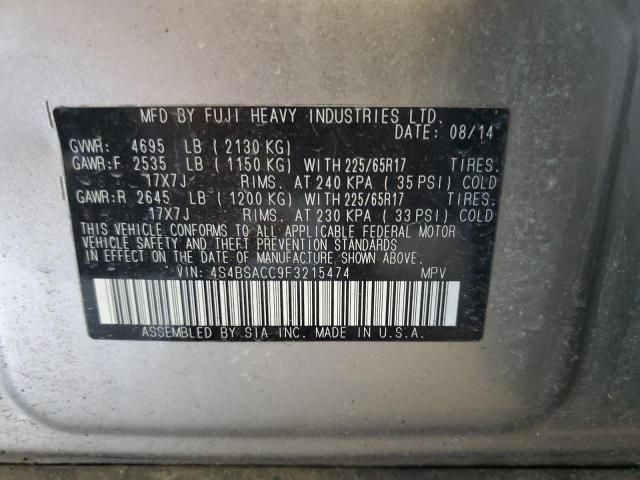 MFD BY FUJI HEAVY INDUSTRIES LTD.
DATE: 08/14
GVWR: 4695 LB (2130 KG)
GAWR:F 2535 LB (1150 KG) WITH 225/65R17 TIRES.
17X7J RIMS. AT 240 KPA (35 PSI) COLD
GAWR:R 2645 LB (1200 KG) WITH 225/65R17 TIRES.
17X7J RIMS. AT 230 KPA (33 PSI) COLD
THIS VEHICLE CONFORMS TO ALL APPLICABLE FEDERAL MOTOR
VEHICLE SAFETY AND THEFT PREVENTION STANDARDS
IN EFFECT ON THE DATE OF MANUFACTURE SHOWN ABOVE.
VIN: 4S4BSACC9F3215474 MPV
ASSEMBLED BY SIA INC. MADE IN U.S.A.